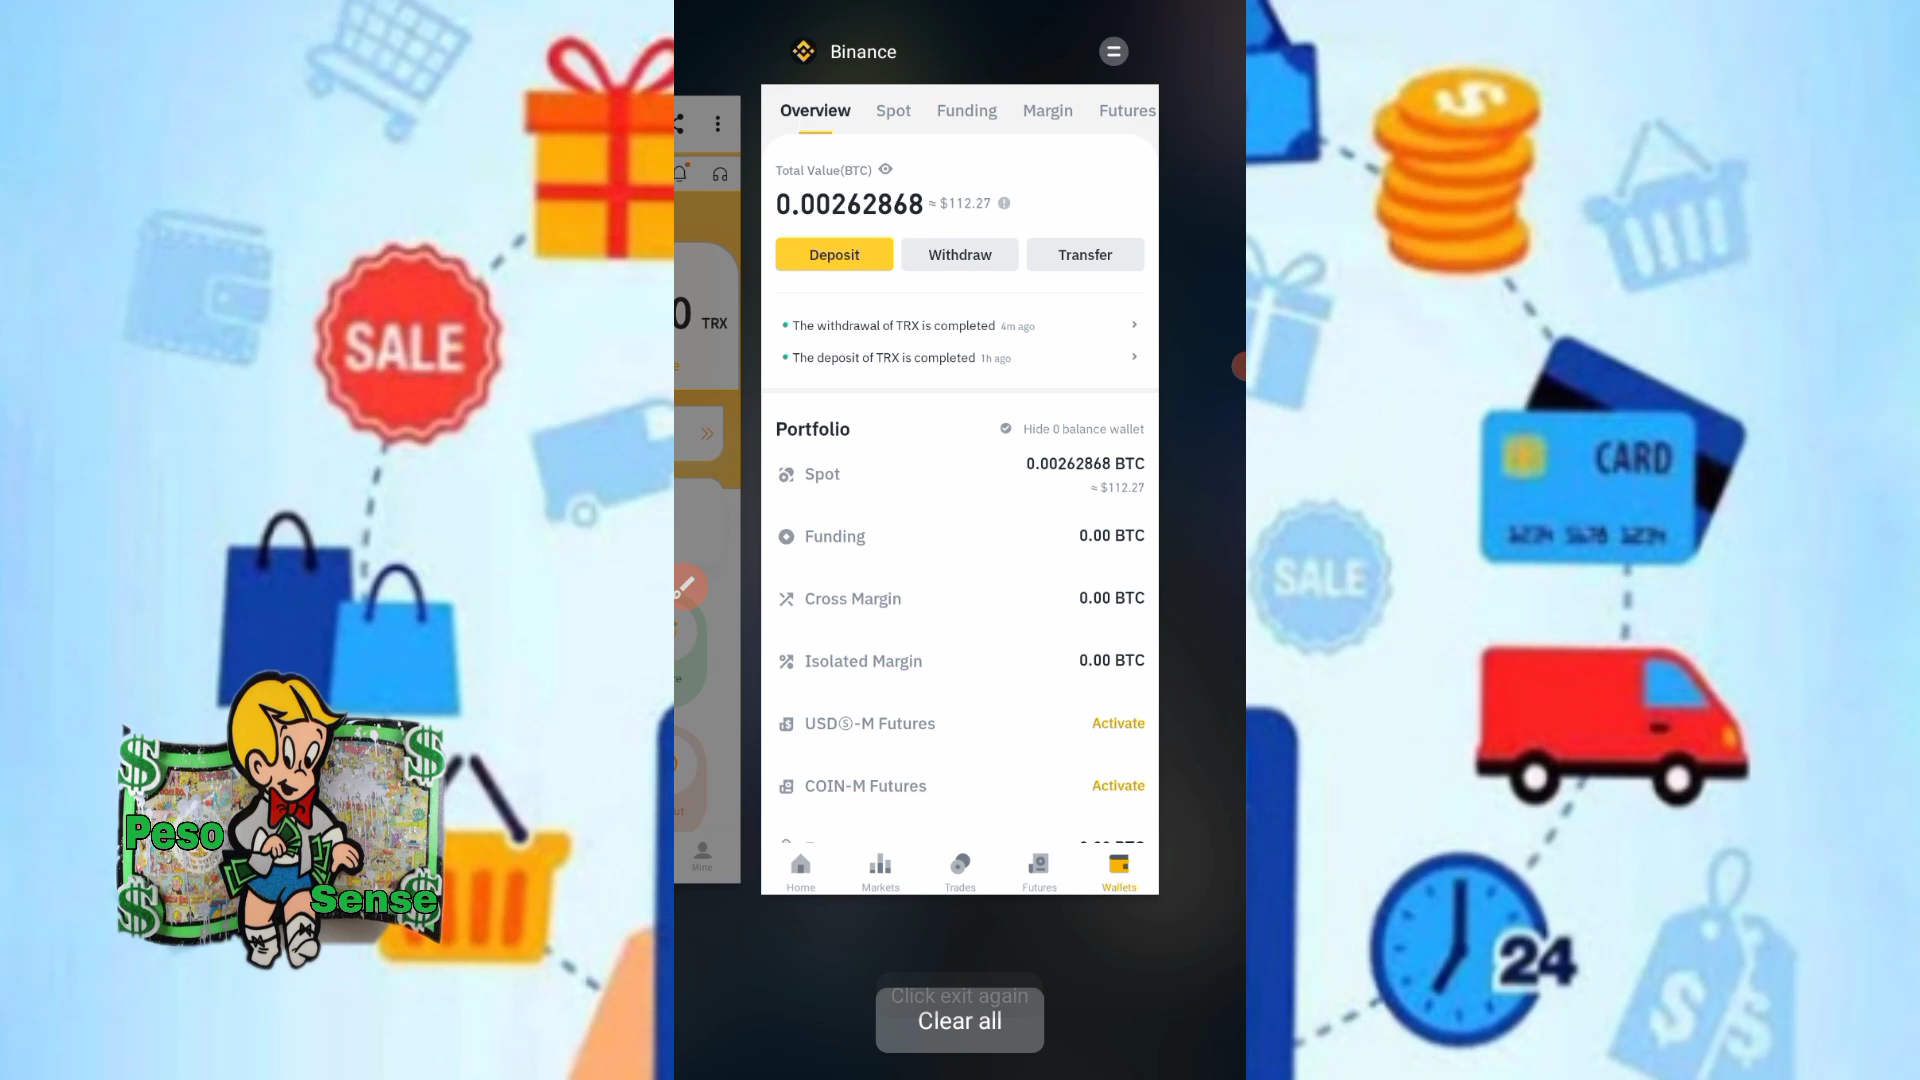 Binance
Overview Spot Funding Margin Futures
Total Value(BTC)
0.00262868 ≈ $112.27
Deposit Withdraw Transfer
The withdrawal of TRX is completed 4m ago
The deposit of TRX is completed 1h ago
Portfolio
Hide 0 balance wallet
Spot 0.00262868 BTC
≈ $112.27
Funding 0.00 BTC
Cross Margin 0.00 BTC
Isolated Margin 0.00 BTC
USDⓈ-M Futures Activate
COIN-M Futures Activate
Home Markets Trades Futures Wallets
Click exit again
Clear all
0 TRX
Mine
SALE
Peso
Sense
$
$
$
$
$
CARD
1234 5678 1234
SALE
24
$
$